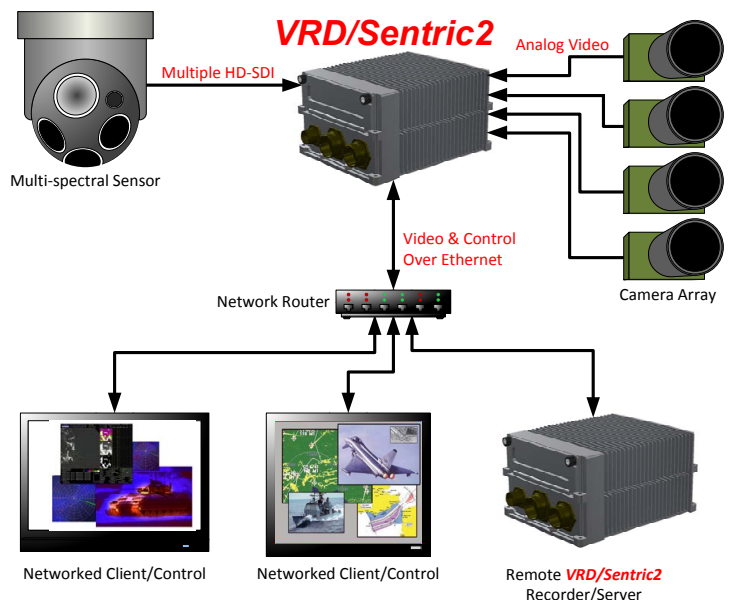 VRD/Sentric2
Multiple HD-SDI
Analog Video
Multi-spectral Sensor
Video & Control
Over Ethernet
Network Router
Camera Array
Networked Client/Control
Networked Client/Control
Remote VRD/Sentric2
Recorder/Server